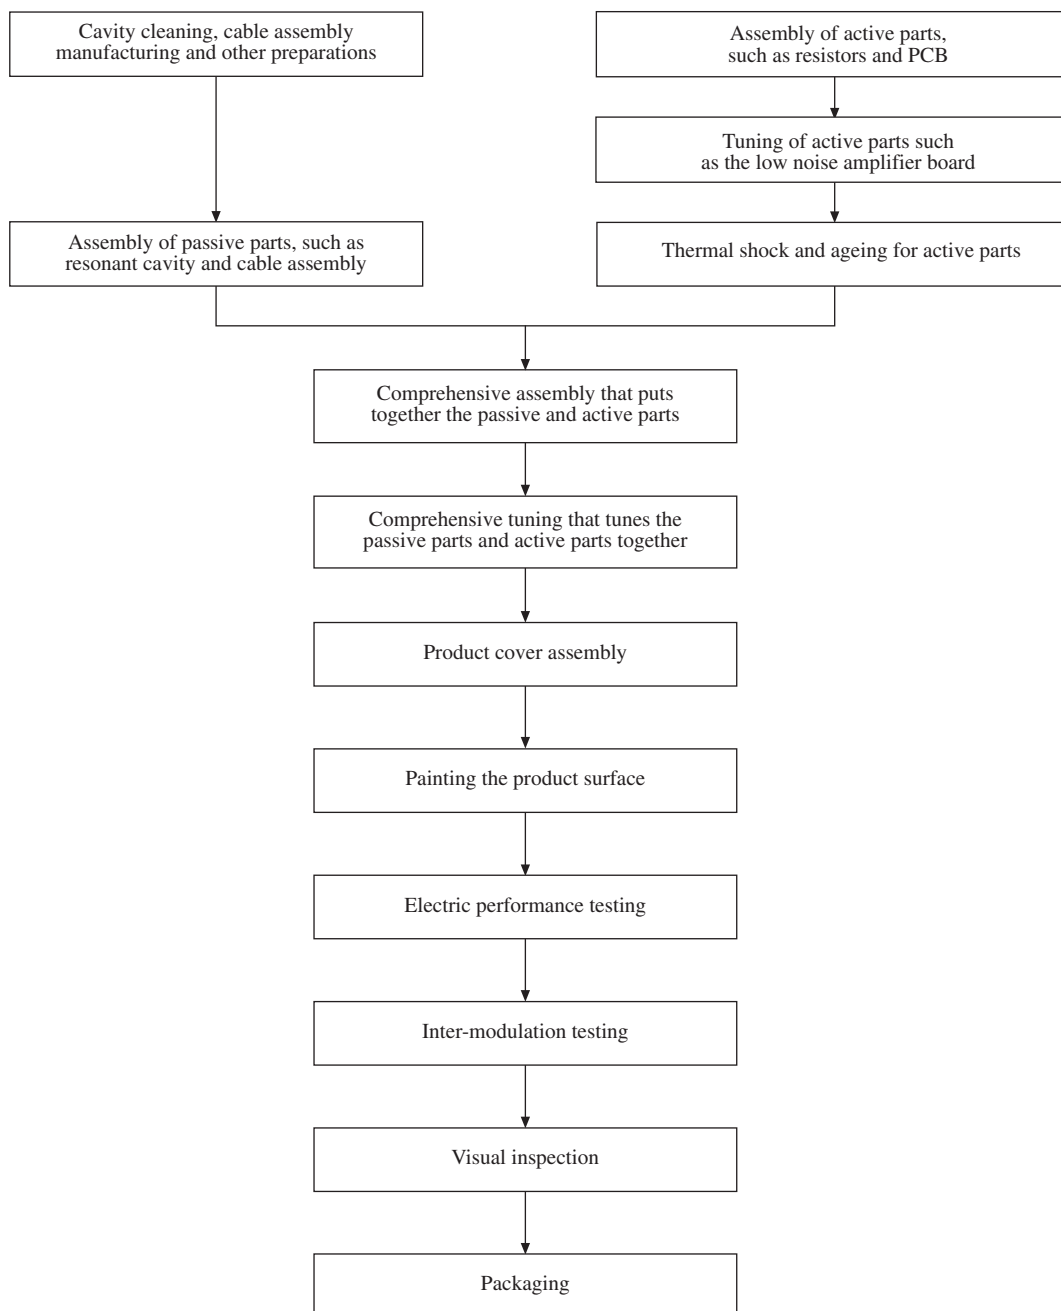 Cavity cleaning, cable assembly
manufacturing and other preparations
Assembly of active parts,
such as resistors and PCB
Tuning of active parts such
as the low noise amplifier board
Assembly of passive parts, such as
resonant cavity and cable assembly
Thermal shock and ageing for active parts
Comprehensive assembly that puts
together the passive and active parts
Comprehensive tuning that tunes the
passive parts and active parts together
Product cover assembly
Painting the product surface
Electric performance testing
Inter-modulation testing
Visual inspection
Packaging